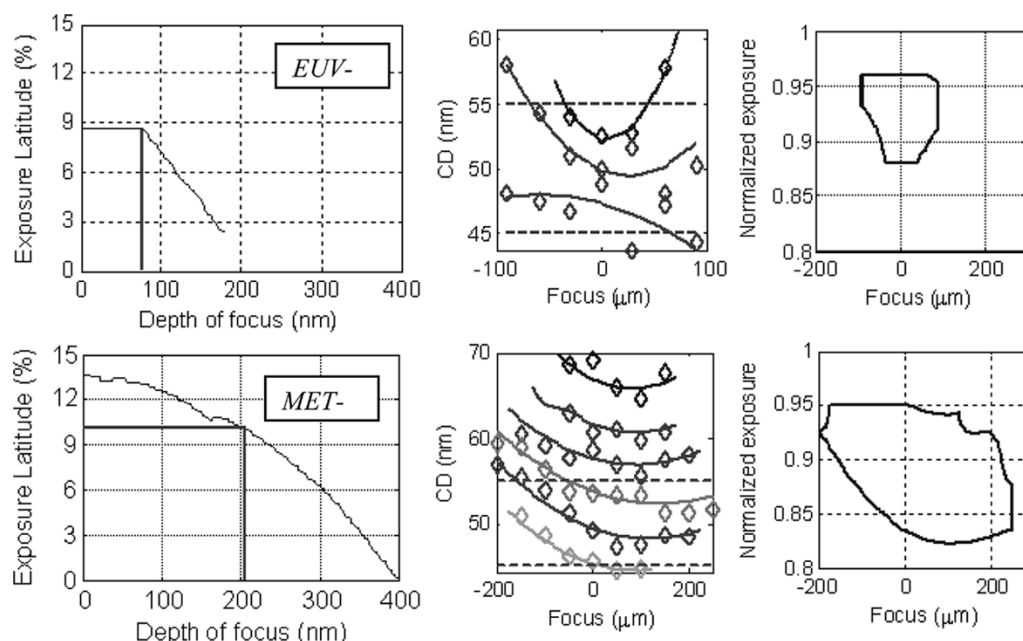 15
12
9
6
3
0
Exposure Latitude (%)
EUV-
0 100 200 300 400
Depth of focus (nm)
60
55
50
45
CD (nm)
-100 0 100
Focus (μm)
1
0.95
0.9
0.85
0.8
Normalized exposure
-200 0 200
Focus (μm)
15
12
9
6
3
0
Exposure Latitude (%)
MET-
0 100 200 300 400
Depth of focus (nm)
70
60
50
CD (nm)
-200 -100 0 100 200
Focus (μm)
1
0.95
0.9
0.85
0.8
Normalized exposure
-200 0 200
Focus (μm)